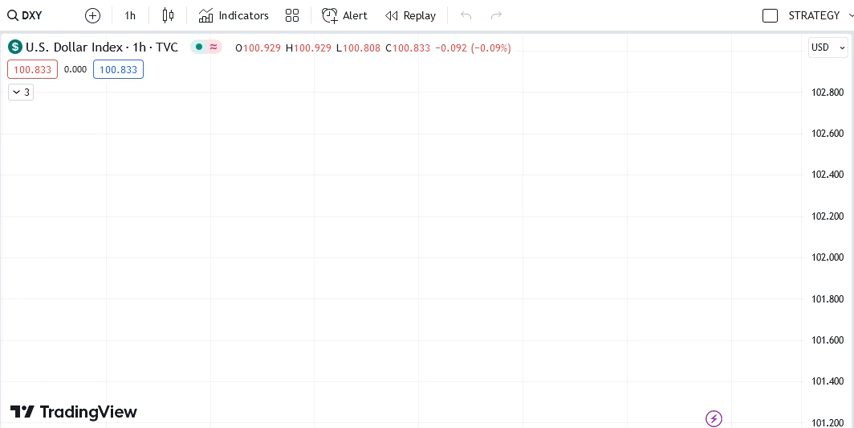 DXY 1h Indicators Alert Replay STRATEGY
$ U.S. Dollar Index · 1h · TVC ≈ O100.929 H100.929 L100.808 C100.833 −0.092 (−0.09%) USD
100.833 0.000 100.833
3
102.800
102.600
102.400
102.200
102.000
101.800
101.600
101.400
TradingView
101.200